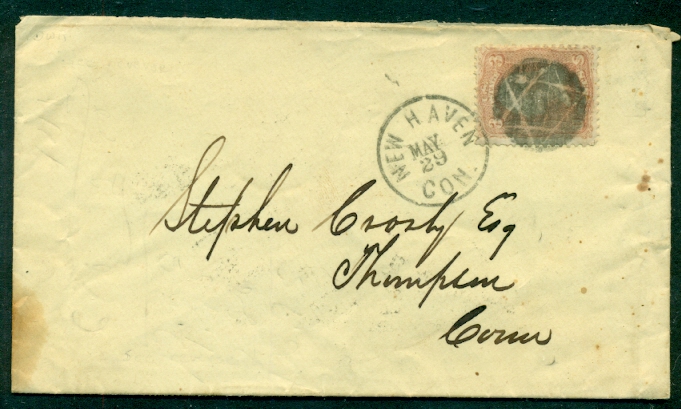 NEW HAVEN
MAY
29
CON.
Stephen Crosby Esq
Thompson
Conn